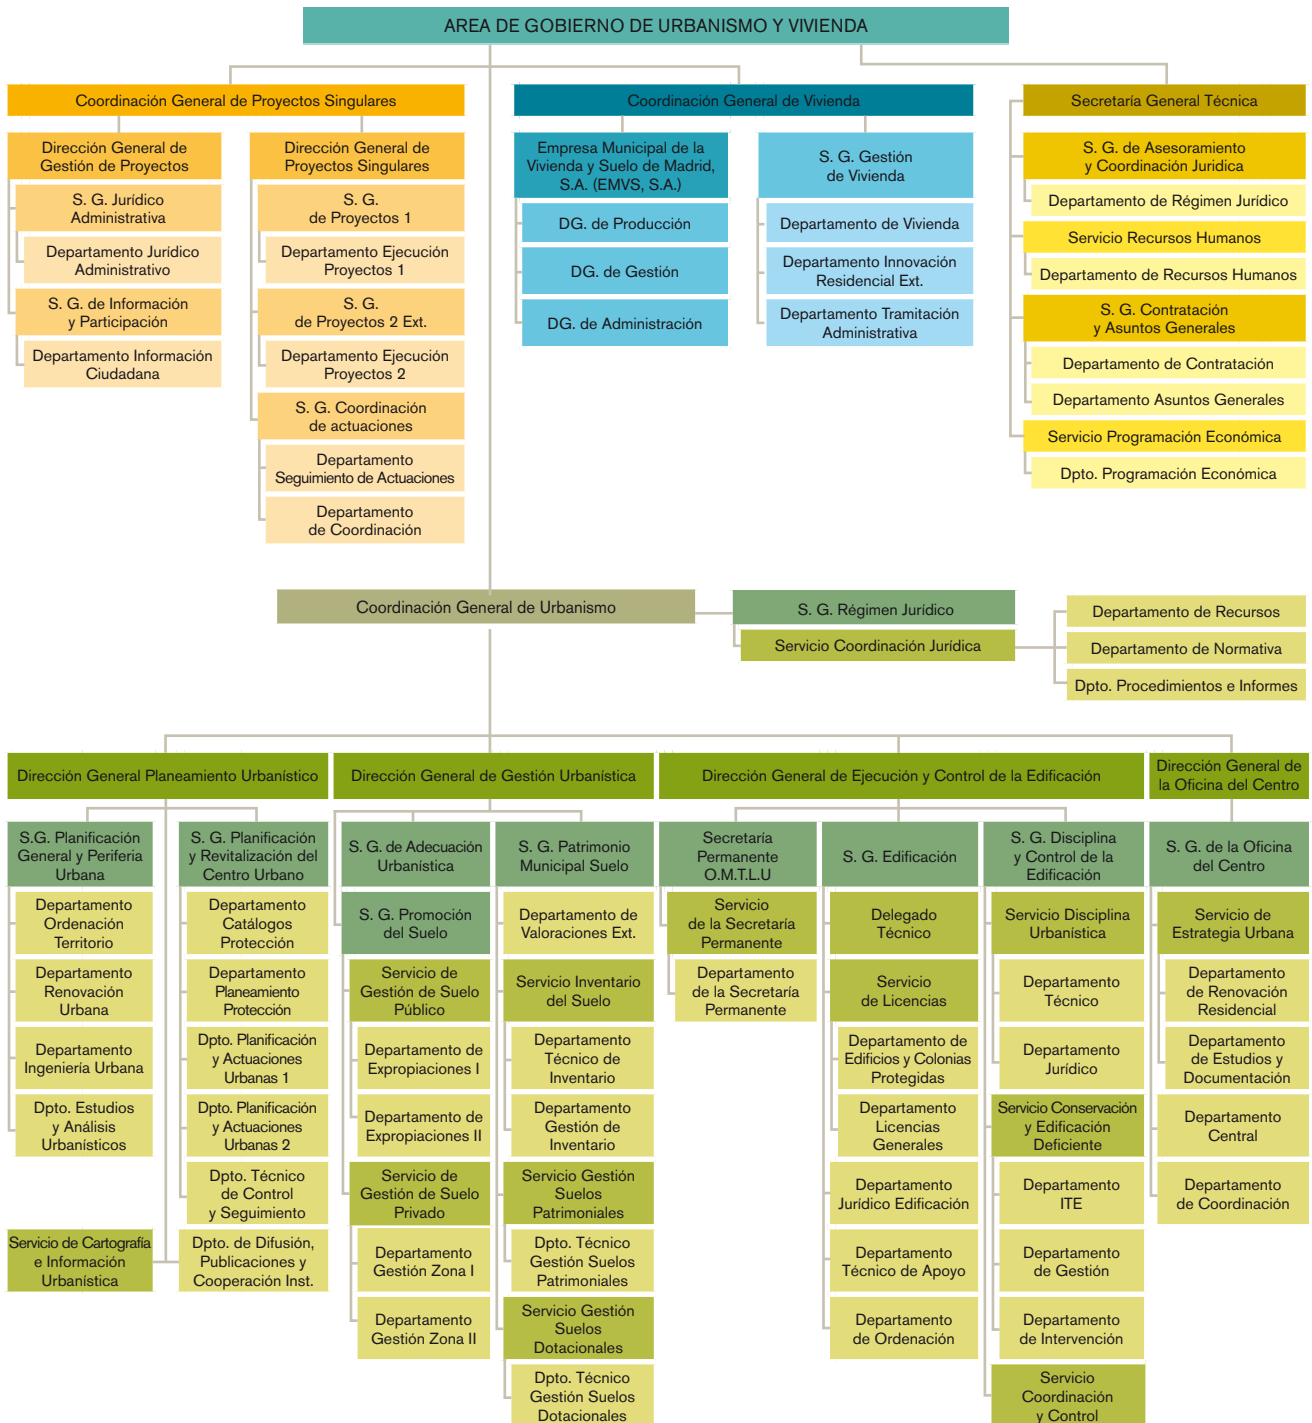 AREA DE GOBIERNO DE URBANISMO Y VIVIENDA
Coordinación General de Proyectos Singulares
Dirección General de
Gestión de Proyectos
S. G. Jurídico
Administrativa
Departamento Jurídico
Administrativo
S. G. de Información
y Participación
Departamento Información
Ciudadana
Dirección General de
Proyectos Singulares
S. G.
de Proyectos 1
Departamento Ejecución
Proyectos 1
S. G.
de Proyectos 2 Ext.
Departamento Ejecución
Proyectos 2
S. G. Coordinación
de actuaciones
Departamento
Seguimiento de Actuaciones
Departamento
de Coordinación
Coordinación General de Vivienda
Empresa Municipal de la
Vivienda y Suelo de Madrid,
S.A. (EMVS, S.A.)
DG. de Producción
DG. de Gestión
DG. de Administración
S. G. Gestión
de Vivienda
Departamento de Vivienda
Departamento Innovación
Residencial Ext.
Departamento Tramitación
Administrativa
Secretaría General Técnica
S. G. de Asesoramiento
y Coordinación Juridica
Departamento de Régimen Jurídico
Servicio Recursos Humanos
Departamento de Recursos Humanos
S. G. Contratación
y Asuntos Generales
Departamento de Contratación
Departamento Asuntos Generales
Servicio Programación Económica
Dpto. Programación Económica
Coordinación General de Urbanismo
S. G. Régimen Jurídico
Servicio Coordinación Jurídica
Departamento de Recursos
Departamento de Normativa
Dpto. Procedimientos e Informes
Dirección General Planeamiento Urbanístico
S.G. Planificación
General y Periferia
Urbana
Departamento
Ordenación
Territorio
Departamento
Renovación
Urbana
Departamento
Ingeniería Urbana
Dpto. Estudios
y Análisis
Urbanísticos
Servicio de Cartografía
e Información
Urbanística
S. G. Planificación
y Revitalización del
Centro Urbano
Departamento
Catálogos
Protección
Departamento
Planeamiento
Protección
Dpto. Planificación
y Actuaciones
Urbanas 1
Dpto. Planificación
y Actuaciones
Urbanas 2
Dpto. Técnico
de Control
y Seguimiento
Dpto. de Difusión,
Publicaciones y
Cooperación Inst.
Dirección General de Gestión Urbanística
S. G. de Adecuación
Urbanística
S. G. Promoción
del Suelo
Servicio de
Gestión de Suelo
Público
Departamento de
Expropiaciones I
Departamento de
Expropiaciones II
Servicio de
Gestión de Suelo
Privado
Departamento
Gestión Zona I
Departamento
Gestión Zona II
S. G. Patrimonio
Municipal Suelo
Departamento de
Valoraciones Ext.
Servicio Inventario
del Suelo
Departamento
Técnico de
Inventario
Departamento
Gestión de
Inventario
Servicio Gestión
Suelos
Patrimoniales
Dpto. Técnico
Gestión Suelos
Patrimoniales
Servicio Gestión
Suelos
Dotacionales
Dpto. Técnico
Gestión Suelos
Dotacionales
Dirección General de Ejecución y Control de la Edificación
Secretaría
Permanente
O.M.T.L.U
Servicio
de la Secretaría
Permanente
Departamento
de la Secretaría
Permanente
S. G. Edificación
Delegado
Técnico
Servicio
de Licencias
Departamento de
Edificios y Colonias
Protegidas
Departamento
Licencias
Generales
Departamento
Jurídico Edificación
Departamento
Técnico de Apoyo
Departamento
de Ordenación
S. G. Disciplina
y Control de la
Edificación
Servicio Disciplina
Urbanística
Departamento
Técnico
Departamento
Jurídico
Servicio Conservación
y Edificación
Deficiente
Departamento
ITE
Departamento
de Gestión
Departamento
de Intervención
Servicio
Coordinación
y Control
Dirección General de
la Oficina del Centro
S. G. de la Oficina
del Centro
Servicio de
Estrategia Urbana
Departamento
de Renovación
Residencial
Departamento
de Estudios y
Documentación
Departamento
Central
Departamento
de Coordinación